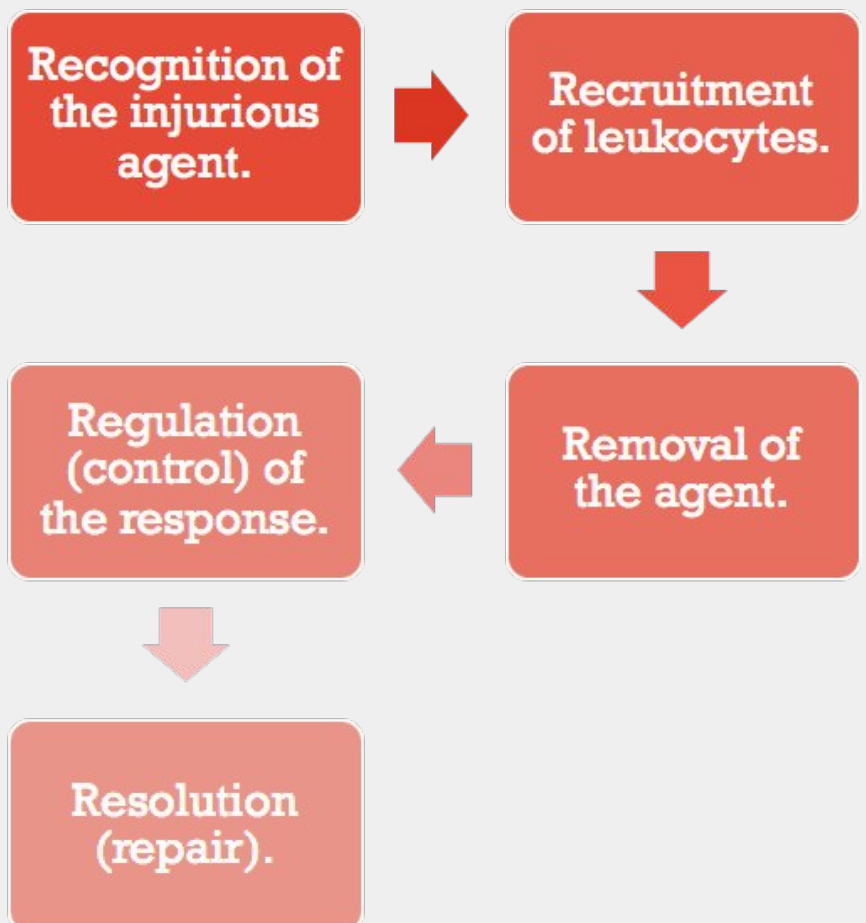 Recognition of
the injurious
agent.
Recruitment
of leukocytes.
Removal of
the agent.
Regulation
(control) of
the response.
Resolution
(repair).